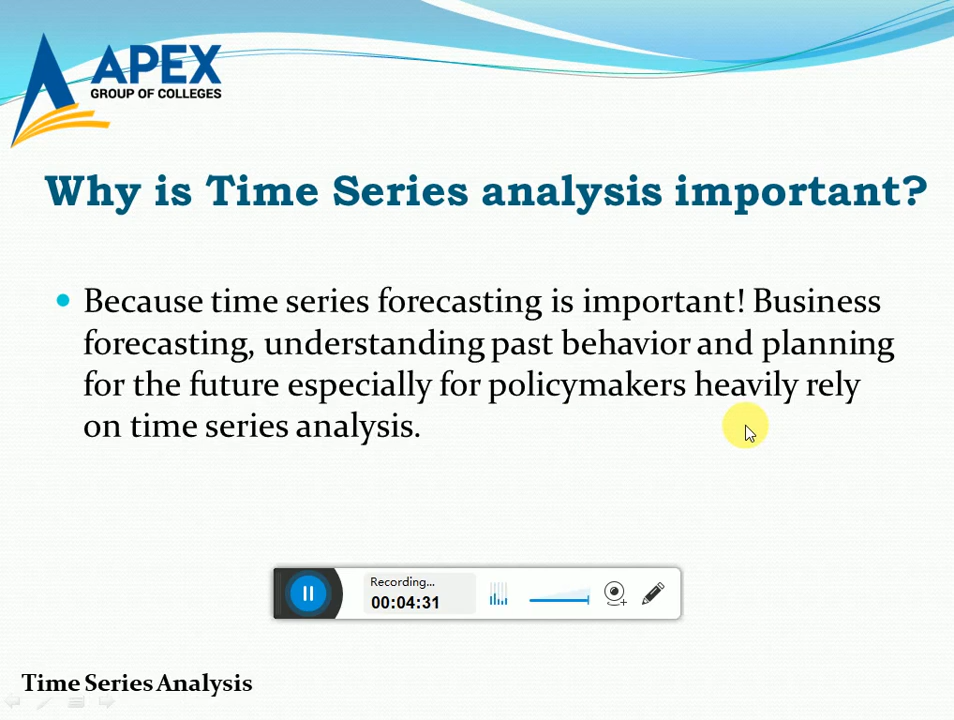 APEX
GROUP OF COLLEGES
Why is Time Series analysis important?
Because time series forecasting is important! Business
forecasting, understanding past behavior and planning
for the future especially for policymakers heavily rely
on time series analysis.
Recording...
00:04:31
Time Series Analysis